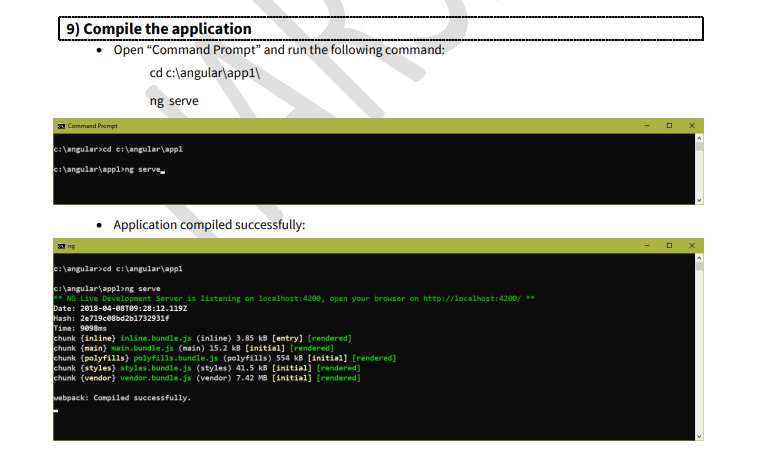 9) Compile the application
• Open “Command Prompt” and run the following command:
cd c:\angular\app1\
ng serve
Command Prompt
c:\angular>cd c:\angular\app1
c:\angular\app1>ng serve
• Application compiled successfully:
ng
c:\angular>cd c:\angular\app1
c:\angular\app1>ng serve
** NG Live Development Server is listening on localhost:4200, open your browser on http://localhost:4200/ **
Date: 2018-04-08T09:28:12.119Z
Hash: 2e719c08bd2b1732931f
Time: 9098ms
chunk {inline} inline.bundle.js (inline) 3.85 kB [entry] [rendered]
chunk {main} main.bundle.js (main) 15.2 kB [initial] [rendered]
chunk {polyfills} polyfills.bundle.js (polyfills) 554 kB [initial] [rendered]
chunk {styles} styles.bundle.js (styles) 41.5 kB [initial] [rendered]
chunk {vendor} vendor.bundle.js (vendor) 7.42 MB [initial] [rendered]
webpack: Compiled successfully.